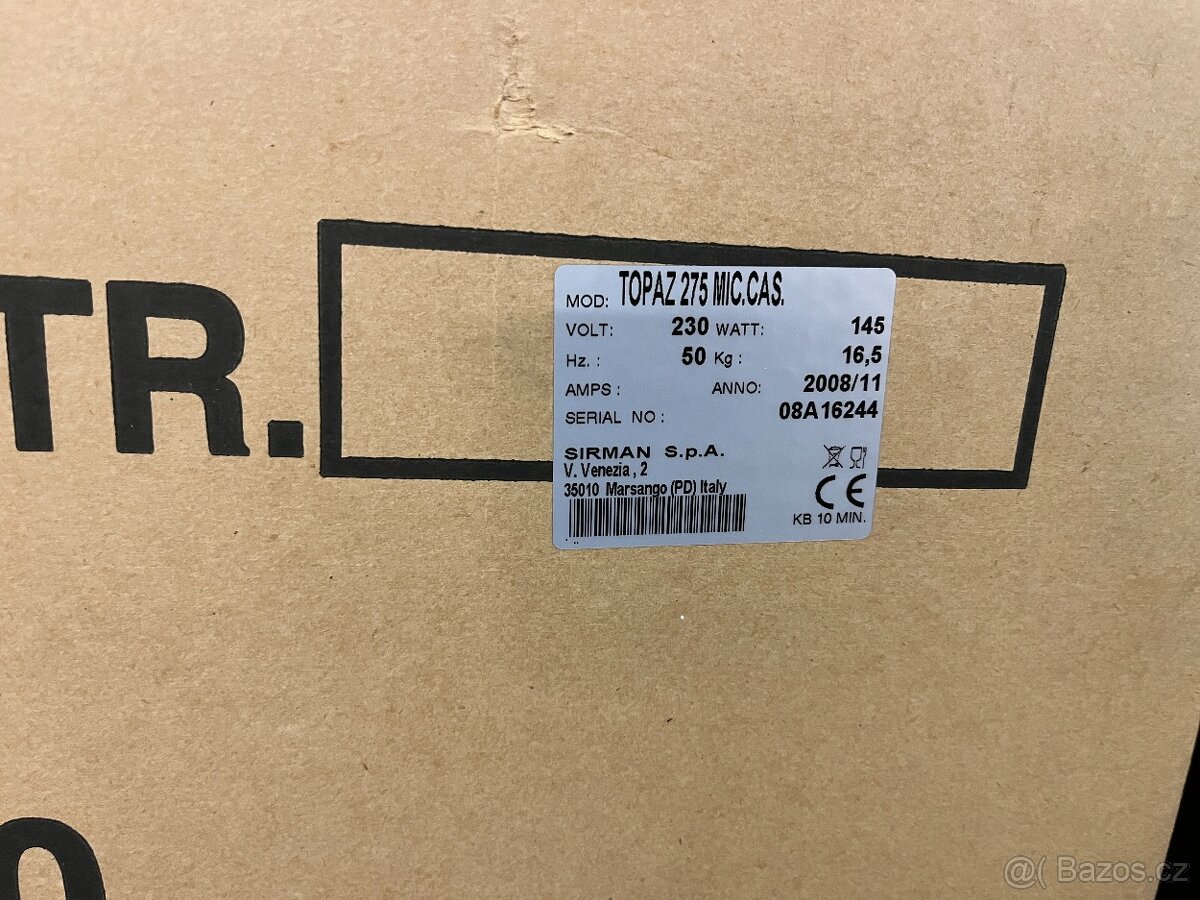 TR.
MOD: TOPAZ 275 MIC.CAS.
VOLT: 230 WATT: 145
Hz. : 50 Kg : 16,5
AMPS : ANNO: 2008/11
SERIAL NO : 08A16244
SIRMAN S.p.A.
V. Venezia , 2
35010 Marsango (PD) Italy
CE
KB 10 MIN.
0
@( Bazos.cz